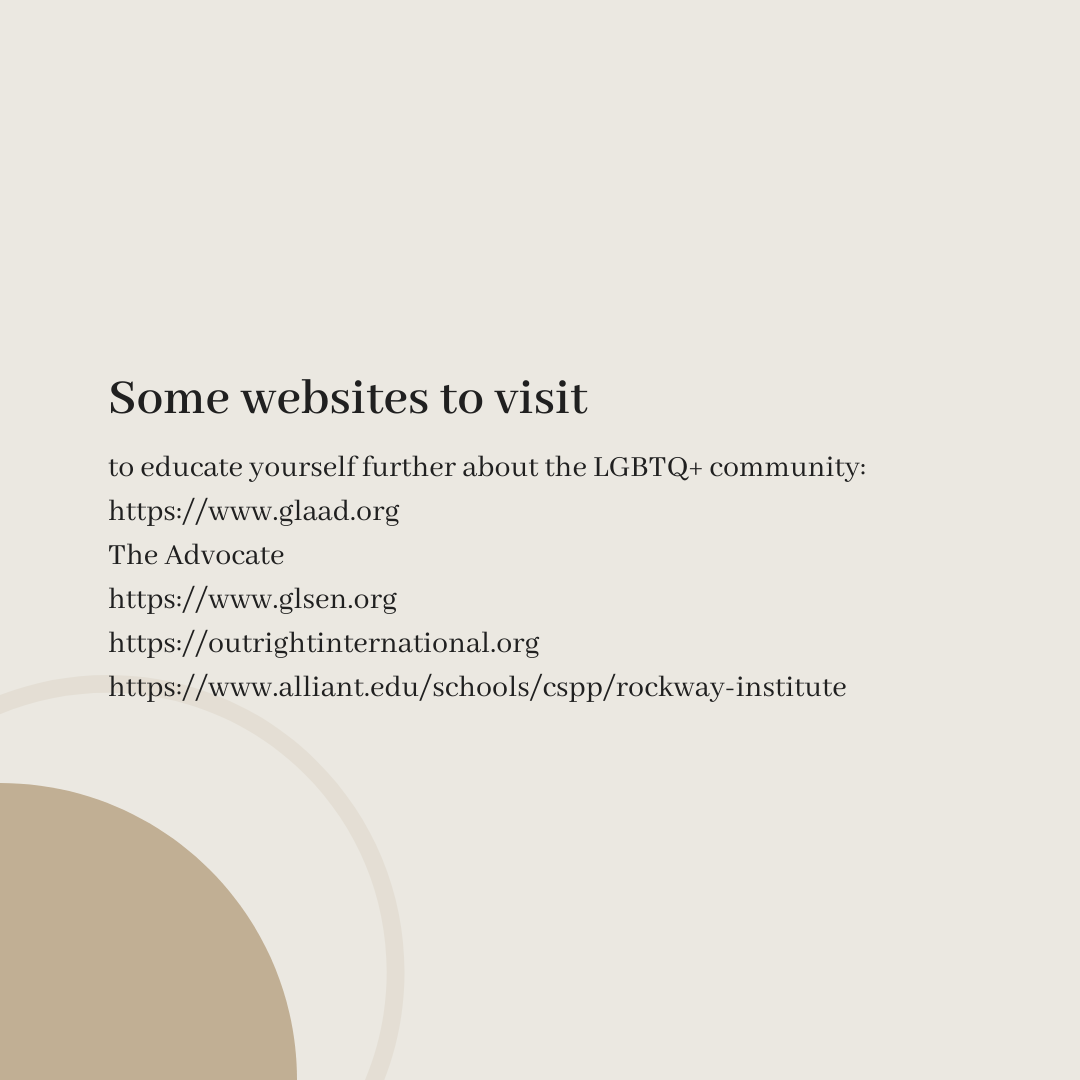 Some websites to visit
to educate yourself further about the LGBTQ+ community:
https://www.glaad.org
The Advocate
https://www.glsen.org
https://outrightinternational.org
https://www.alliant.edu/schools/cspp/rockway-institute